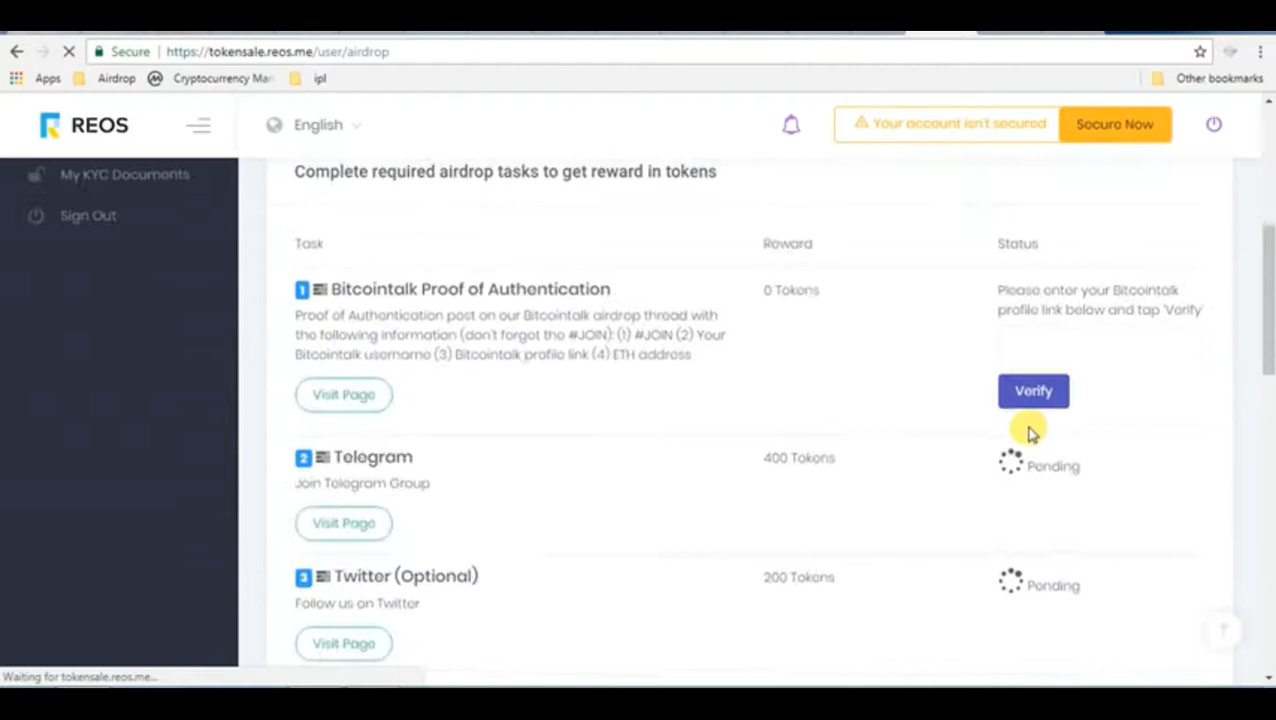 Secure | https://tokensale.reos.me/user/airdrop
Apps Airdrop Cryptocurrency Mar ipl Other bookmarks
REOS English Your account isn't secured Secure Now
My KYC Documents
Sign Out
Complete required airdrop tasks to get reward in tokens
Task Reward Status
1 Bitcointalk Proof of Authentication 0 Tokens Please enter your Bitcointalk
profile link below and tap 'Verify'
Proof of Authentication post on our Bitcointalk airdrop thread with
the following information (don't forget the #JOIN): (1) #JOIN (2) Your
Bitcointalk username (3) Bitcointalk profile link (4) ETH address
Visit Page Verify
2 Telegram 400 Tokens Pending
Join Telegram Group
Visit Page
3 Twitter (Optional) 200 Tokens Pending
Follow us on Twitter
Visit Page
Waiting for tokensale.reos.me...